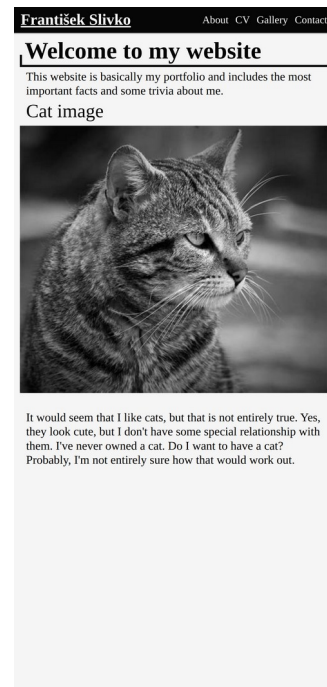 František Slivko
About CV Gallery Contact
Welcome to my website
This website is basically my portfolio and includes the most
important facts and some trivia about me.
Cat image
It would seem that I like cats, but that is not entirely true. Yes,
they look cute, but I don't have some special relationship with
them. I've never owned a cat. Do I want to have a cat?
Probably, I'm not entirely sure how that would work out.